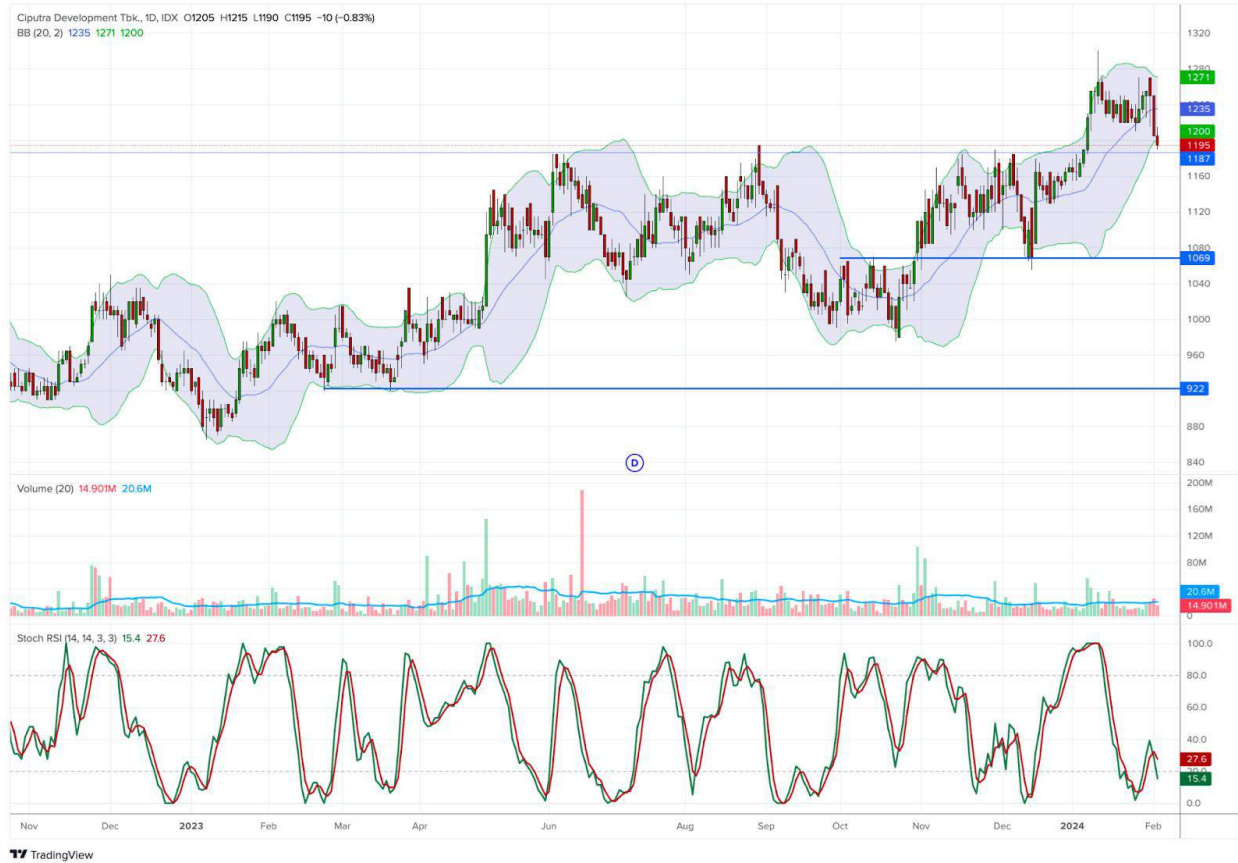 Ciputra Development Tbk., 1D, IDX O1205 H1215 L1190 C1195 −10 (−0.83%)
BB (20, 2) 1235 1271 1200
1320
1280
1271
1235
1200
1195
1187
1160
1120
1080
1069
1040
1000
960
922
880
840
D
Volume (20) 14.901M 20.6M
200M
160M
120M
80M
20.6M
14.901M
0
Stoch RSI (14, 14, 3, 3) 15.4 27.6
100.0
80.0
60.0
40.0
27.6
20.0
15.4
0.0
Nov Dec 2023 Feb Mar Apr Jun Aug Sep Oct Nov Dec 2024 Feb
TradingView